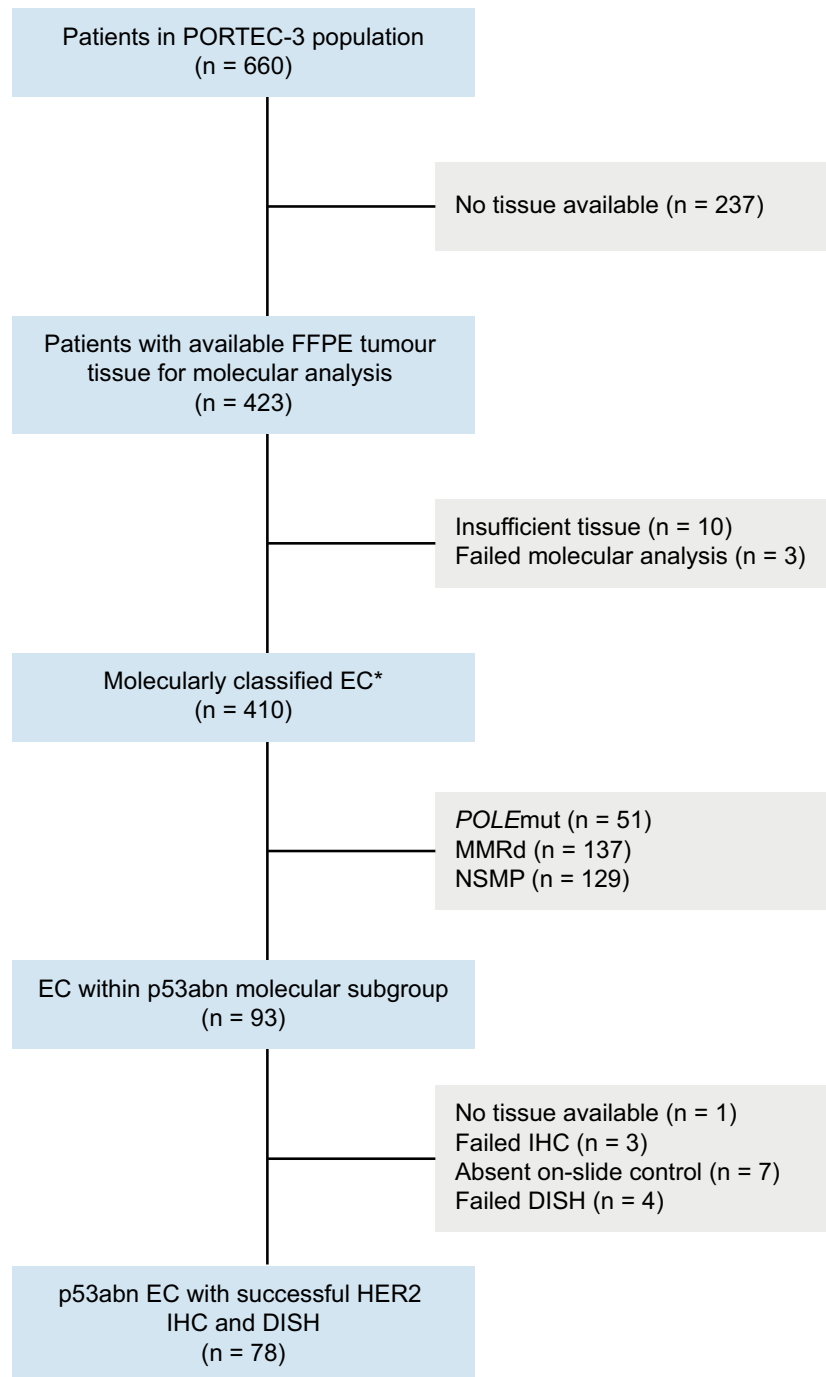 Patients in PORTEC-3 population
(n = 660)
No tissue available (n = 237)
Patients with available FFPE tumour
tissue for molecular analysis
(n = 423)
Insufficient tissue (n = 10)
Failed molecular analysis (n = 3)
Molecularly classified EC*
(n = 410)
POLEmut (n = 51)
MMRd (n = 137)
NSMP (n = 129)
EC within p53abn molecular subgroup
(n = 93)
No tissue available (n = 1)
Failed IHC (n = 3)
Absent on-slide control (n = 7)
Failed DISH (n = 4)
p53abn EC with successful HER2
IHC and DISH
(n = 78)